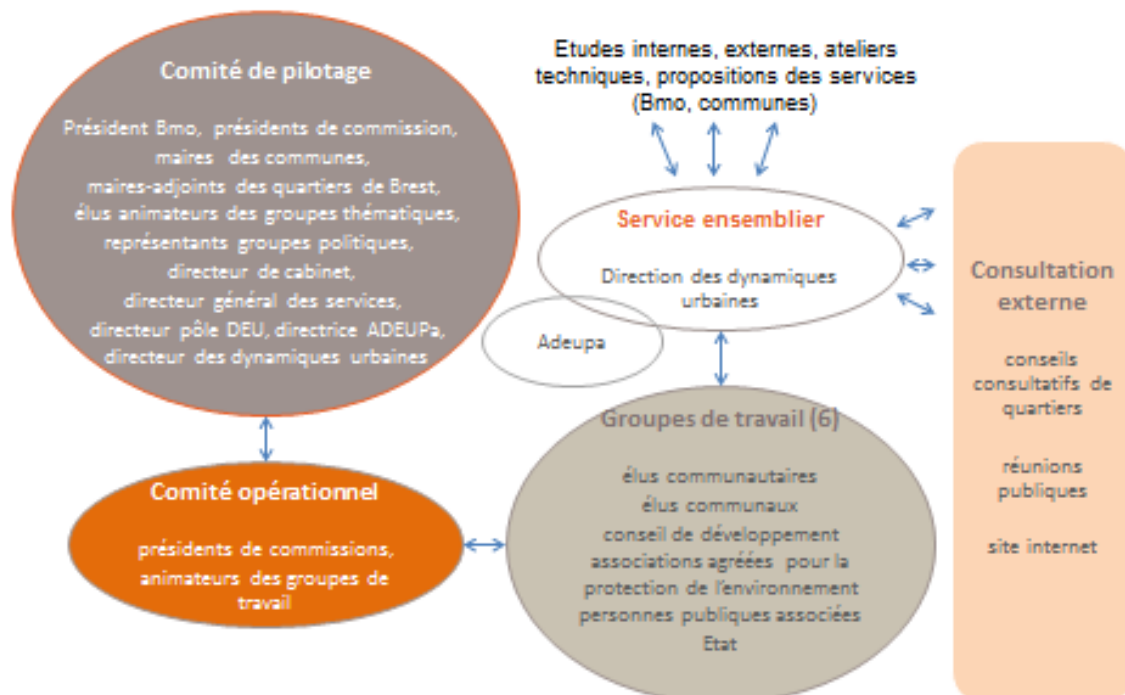 Comité de pilotage
Président Bmo, présidents de commission,
maires des communes,
maires-adjoints des quartiers de Brest,
élus animateurs des groupes thématiques,
représentants groupes politiques,
directeur de cabinet,
directeur général des services,
directeur pôle DEU, directrice ADEUPa,
directeur des dynamiques urbaines
Etudes internes, externes, ateliers
techniques, propositions des services
(Bmo, communes)
Service ensemblier
Direction des dynamiques
urbaines
Adeupa
Consultation
externe
conseils
consultatifs de
quartiers
réunions
publiques
site internet
Comité opérationnel
présidents de commissions,
animateurs des groupes de
travail
Groupes de travail (6)
élus communautaires
élus communaux
conseil de développement
associations agréées pour la
protection de l'environnement
personnes publiques associées
Etat